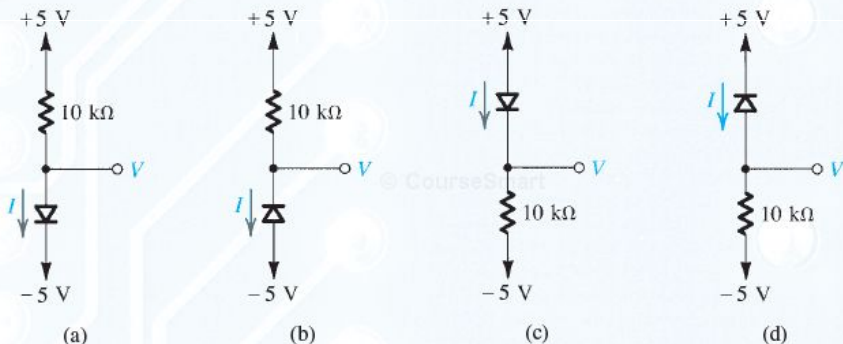 +5 V +5 V +5 V +5 V
10 kΩ 10 kΩ I I
V V © CourseSmart V V
I I 10 kΩ 10 kΩ
−5 V −5 V −5 V −5 V
(a) (b) (c) (d)